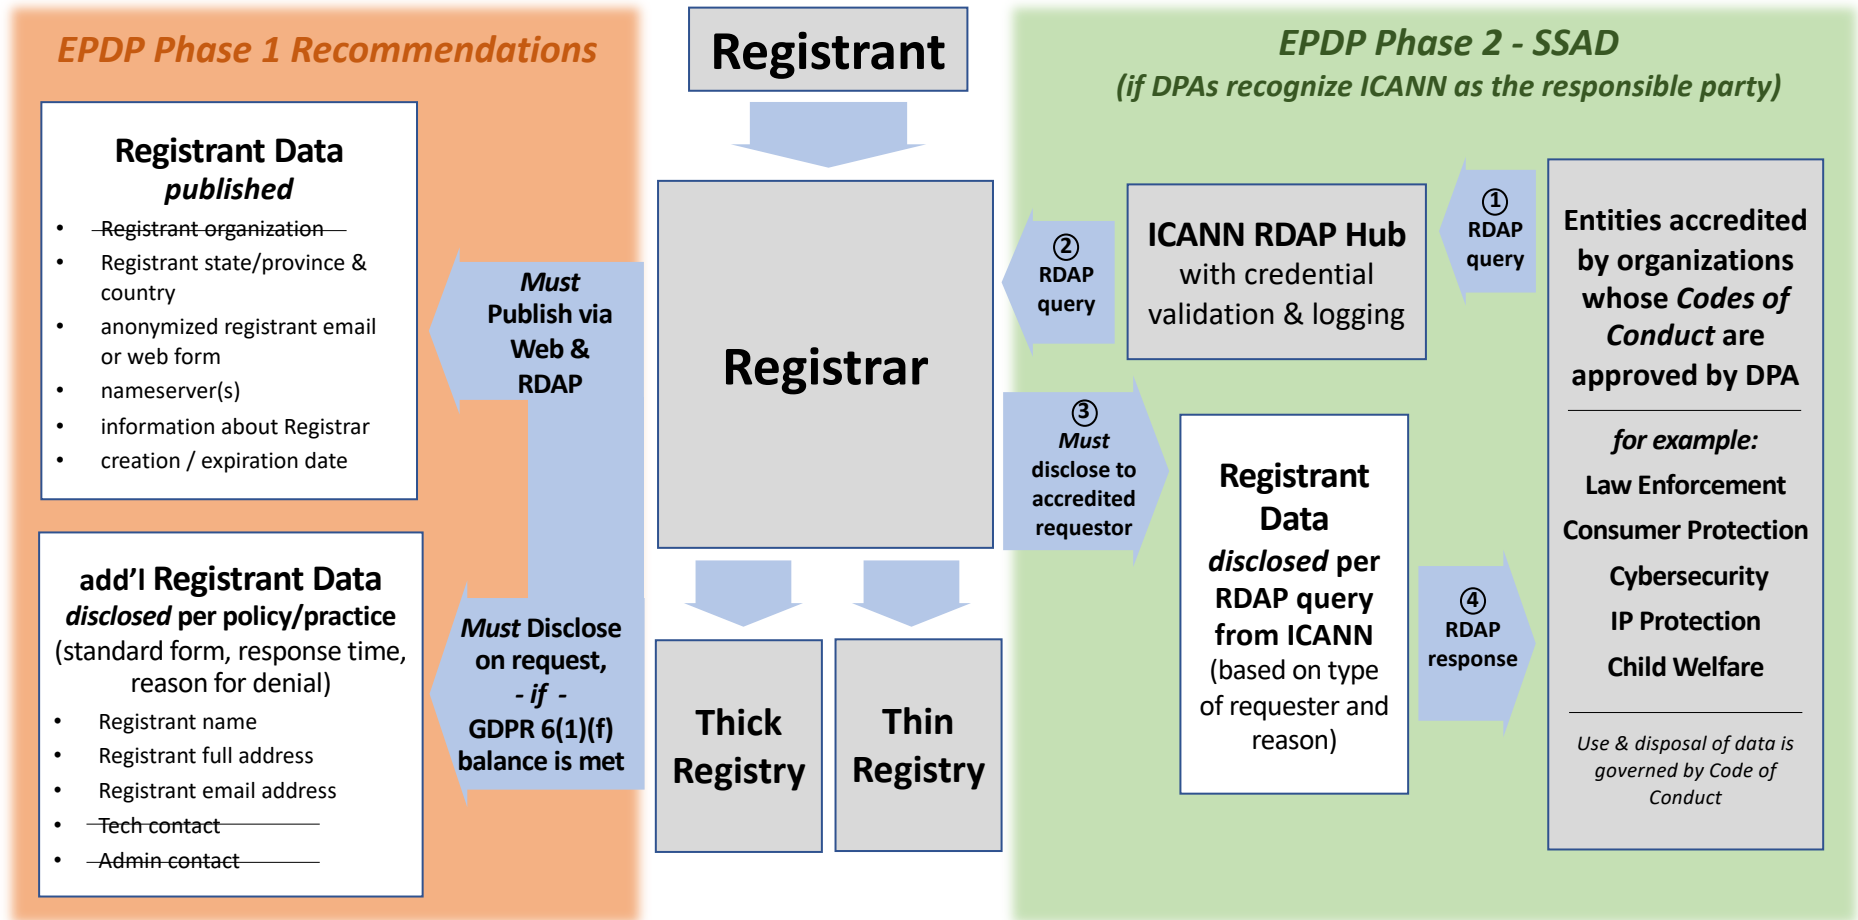 EPDP Phase 1 Recommendations
Registrant Data
published
• Registrant organization
• Registrant state/province &
country
• anonymized registrant email
or web form
• nameserver(s)
• information about Registrar
• creation / expiration date
add'l Registrant Data
disclosed per policy/practice
(standard form, response time,
reason for denial)
• Registrant name
• Registrant full address
• Registrant email address
• Tech contact
• Admin contact
Must
Publish via
Web &
RDAP
Must Disclose
on request,
- if -
GDPR 6(1)(f)
balance is met
Registrant
Registrar
Thick
Registry
Thin
Registry
EPDP Phase 2 - SSAD
(if DPAs recognize ICANN as the responsible party)
①
RDAP
query
②
RDAP
query
ICANN RDAP Hub
with credential
validation & logging
③
Must
disclose to
accredited
requestor
Registrant
Data
disclosed per
RDAP query
from ICANN
(based on type
of requester and
reason)
④
RDAP
response
Entities accredited
by organizations
whose Codes of
Conduct are
approved by DPA
for example:
Law Enforcement
Consumer Protection
Cybersecurity
IP Protection
Child Welfare
Use & disposal of data is
governed by Code of
Conduct